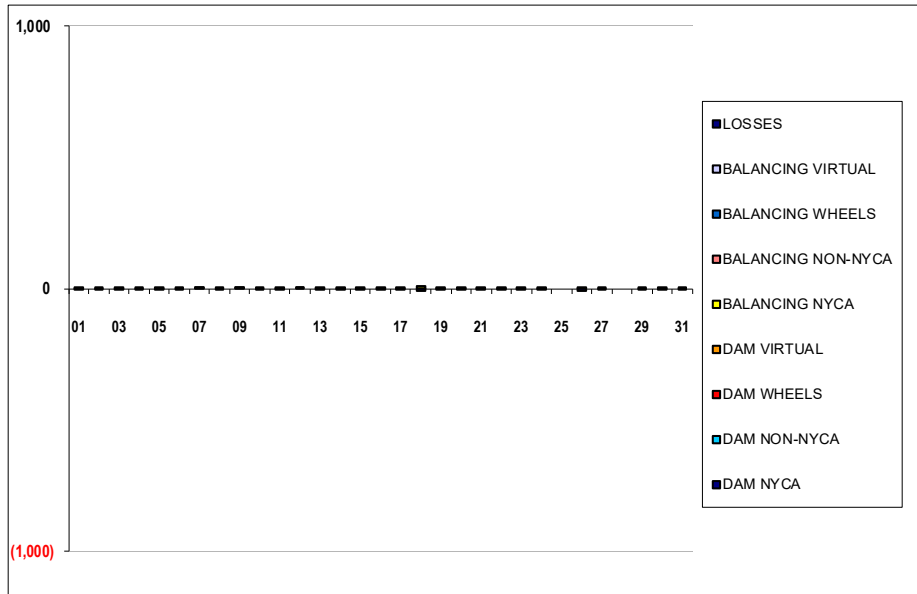 1,000
0
(1,000)
01 03 05 07 09 11 13 15 17 19 21 23 25 27 29 31
LOSSES
BALANCING VIRTUAL
BALANCING WHEELS
BALANCING NON-NYCA
BALANCING NYCA
DAM VIRTUAL
DAM WHEELS
DAM NON-NYCA
DAM NYCA